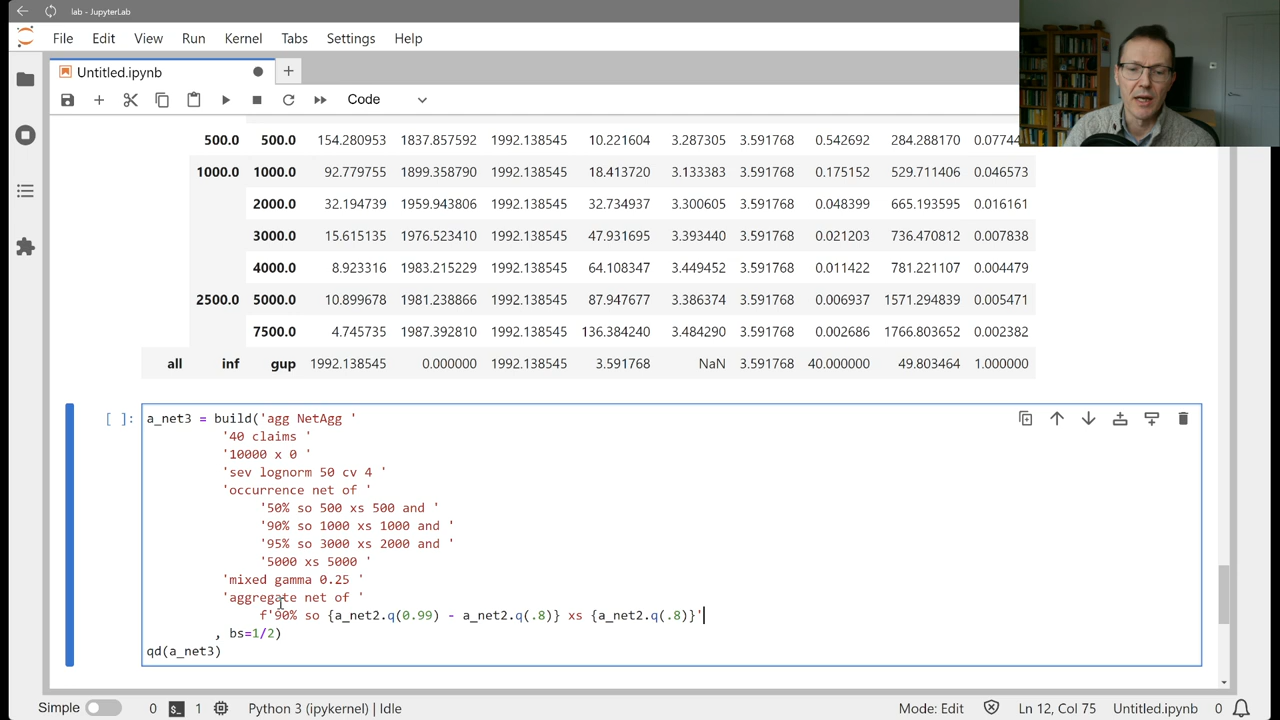 lab - JupyterLab
File Edit View Run Kernel Tabs Settings Help
Untitled.ipynb
Code
500.0 500.0 154.280953 1837.857592 1992.138545 10.221604 3.287305 3.591768 0.542692 284.288170 0.07744
1000.0 1000.0 92.779755 1899.358790 1992.138545 18.413720 3.133383 3.591768 0.175152 529.711406 0.046573
2000.0 32.194739 1959.943806 1992.138545 32.734937 3.300605 3.591768 0.048399 665.193595 0.016161
3000.0 15.615135 1976.523410 1992.138545 47.931695 3.393440 3.591768 0.021203 736.470812 0.007838
4000.0 8.923316 1983.215229 1992.138545 64.108347 3.449452 3.591768 0.011422 781.221107 0.004479
2500.0 5000.0 10.899678 1981.238866 1992.138545 87.947677 3.386374 3.591768 0.006937 1571.294839 0.005471
7500.0 4.745735 1987.392810 1992.138545 136.384240 3.484290 3.591768 0.002686 1766.803652 0.002382
all inf gup 1992.138545 0.000000 1992.138545 3.591768 NaN 3.591768 40.000000 49.803464 1.000000
[ ]: a_net3 = build('agg NetAgg '
'40 claims '
'10000 x 0 '
'sev lognorm 50 cv 4 '
'occurrence net of '
'50% so 500 xs 500 and '
'90% so 1000 xs 1000 and '
'95% so 3000 xs 2000 and '
'5000 xs 5000 '
'mixed gamma 0.25 '
'aggregate net of '
f'90% so {a_net2.q(0.99) - a_net2.q(.8)} xs {a_net2.q(.8)}'
, bs=1/2)
qd(a_net3)
Simple 0 1 Python 3 (ipykernel) | Idle Mode: Edit Ln 12, Col 75 Untitled.ipynb 0